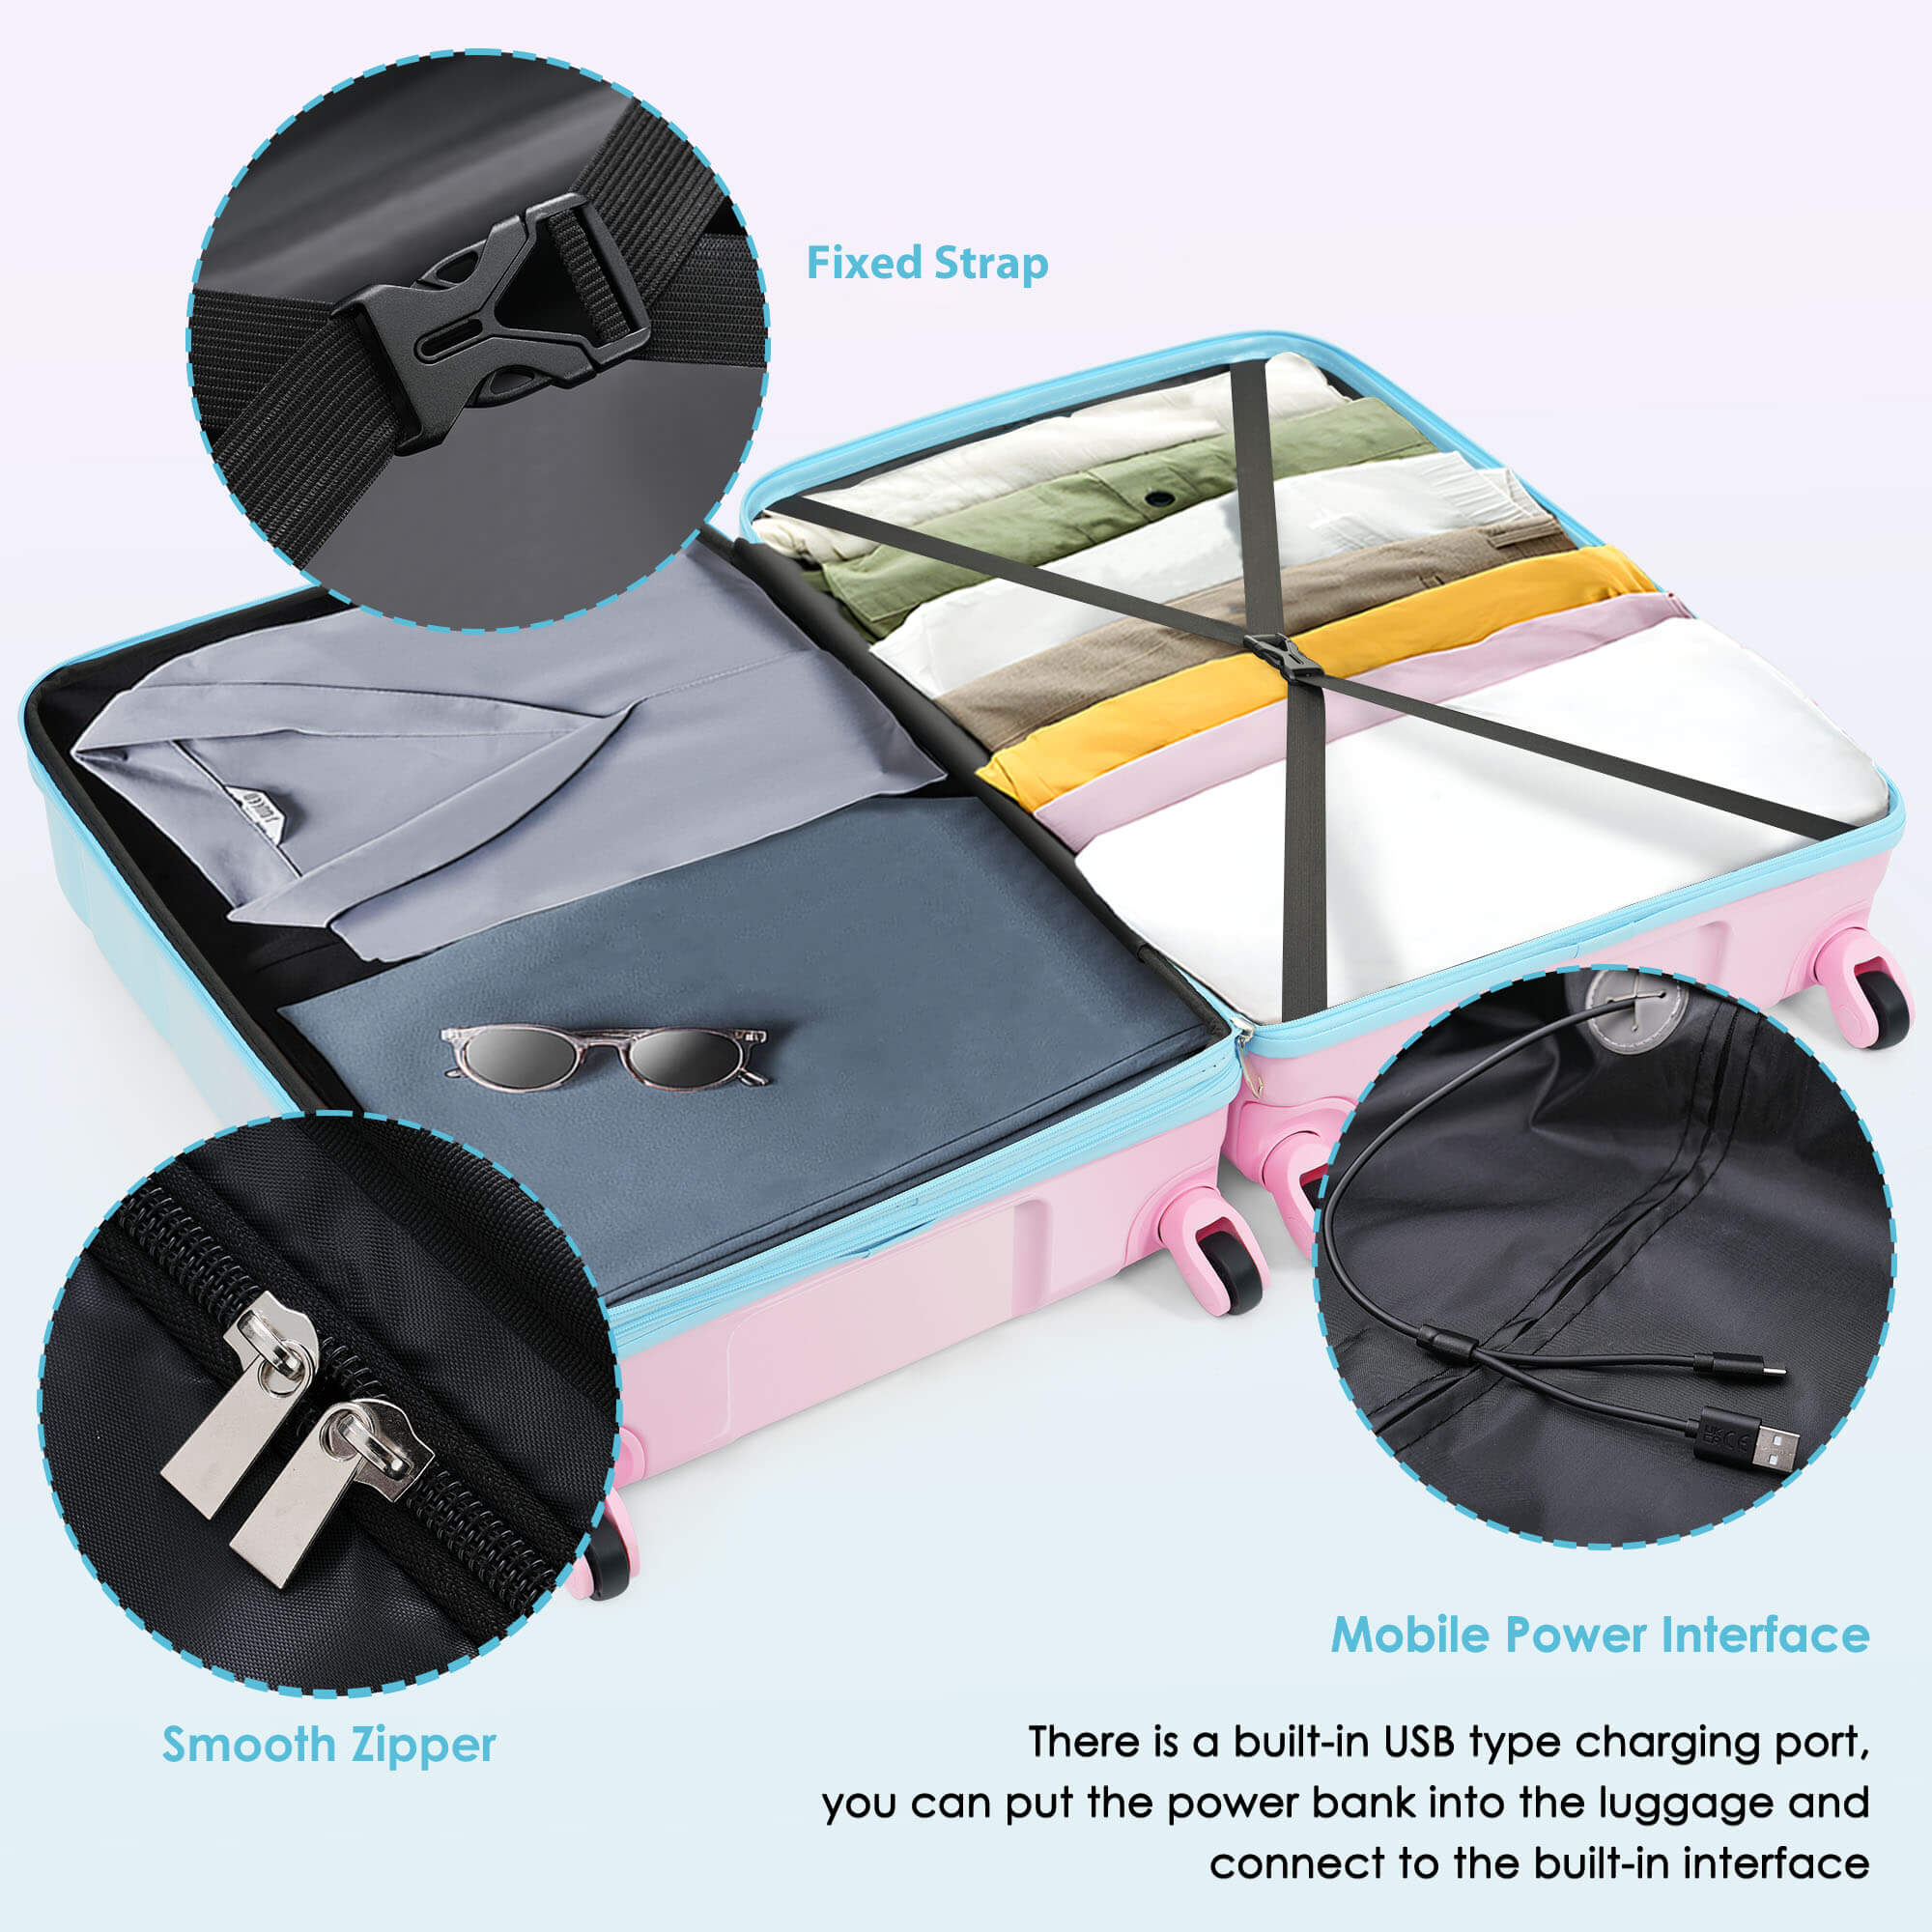 Fixed Strap
Smooth Zipper
Mobile Power Interface
There is a built-in USB type charging port,
you can put the power bank into the luggage and
connect to the built-in interface